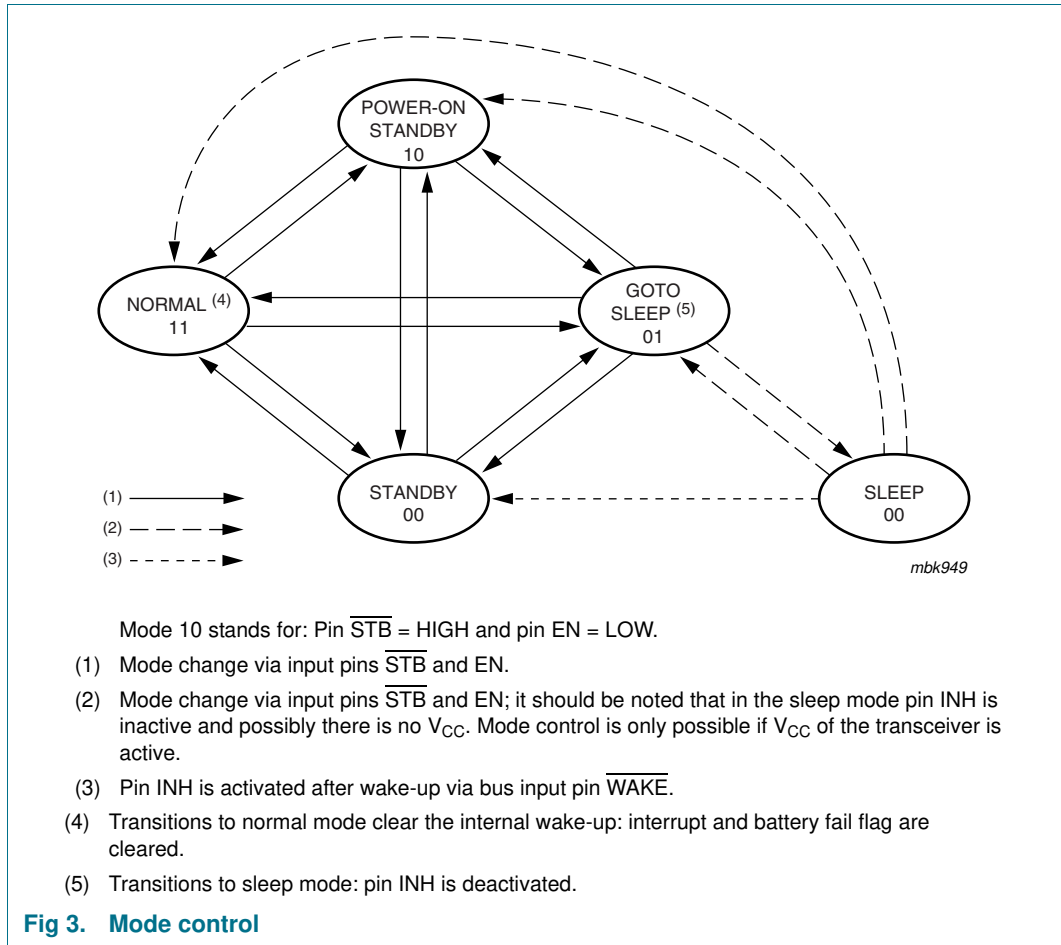 POWER-ON
STANDBY
10
NORMAL (4)
11
GOTO
SLEEP (5)
01
STANDBY
00
SLEEP
00
(1)
(2)
(3)
mbk949
Mode 10 stands for: Pin S̅T̅B̅ = HIGH and pin EN = LOW.
(1) Mode change via input pins S̅T̅B̅ and EN.
(2) Mode change via input pins S̅T̅B̅ and EN; it should be noted that in the sleep mode pin INH is
inactive and possibly there is no VCC. Mode control is only possible if VCC of the transceiver is
active.
(3) Pin INH is activated after wake-up via bus input pin W̅A̅K̅E̅.
(4) Transitions to normal mode clear the internal wake-up: interrupt and battery fail flag are
cleared.
(5) Transitions to sleep mode: pin INH is deactivated.
Fig 3. Mode control